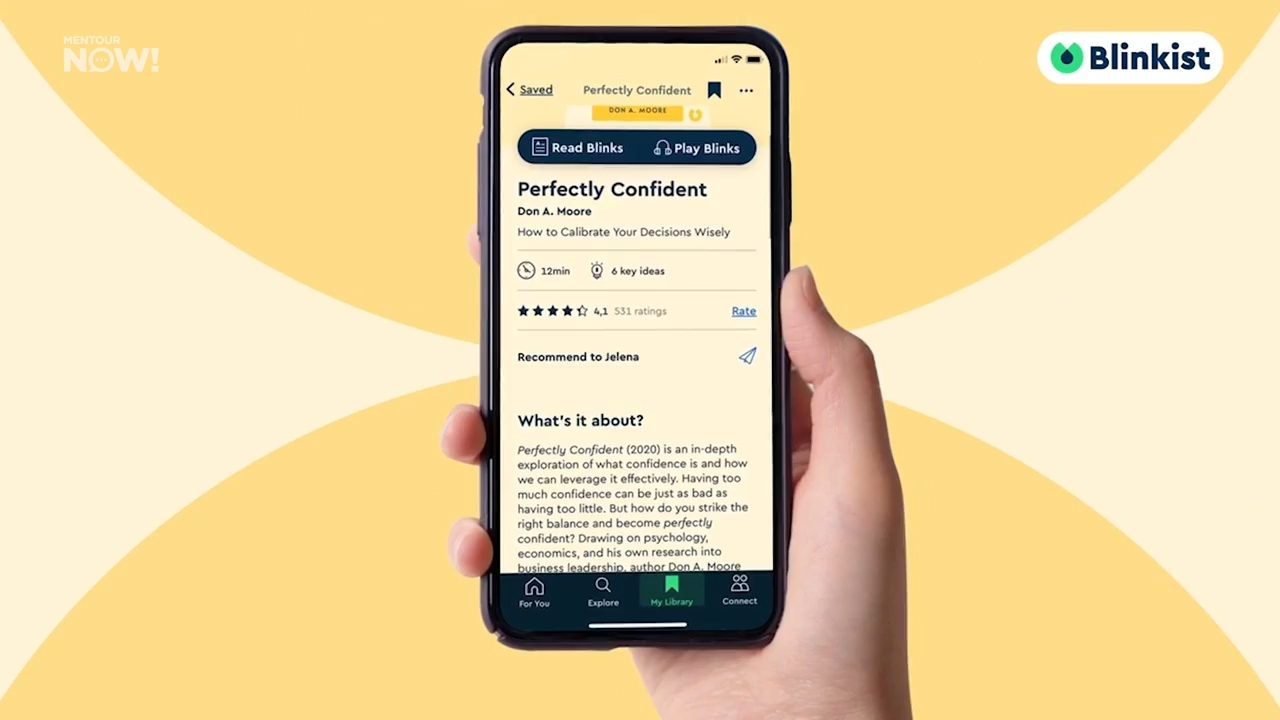 MENTOUR
NOW!
Blinkist
Saved
Perfectly Confident
DON A. MOORE
Read Blinks
Play Blinks
Perfectly Confident
Don A. Moore
How to Calibrate Your Decisions Wisely
12min
6 key ideas
4,1 531 ratings
Rate
Recommend to Jelena
What's it about?
Perfectly Confident (2020) is an in-depth
exploration of what confidence is and how
we can leverage it effectively. Having too
much confidence can be just as bad as
having too little. But how do you strike the
right balance and become perfectly
confident? Drawing on psychology,
economics, and his own research into
business leadership, author Don A. Moore
For You
Explore
My Library
Connect